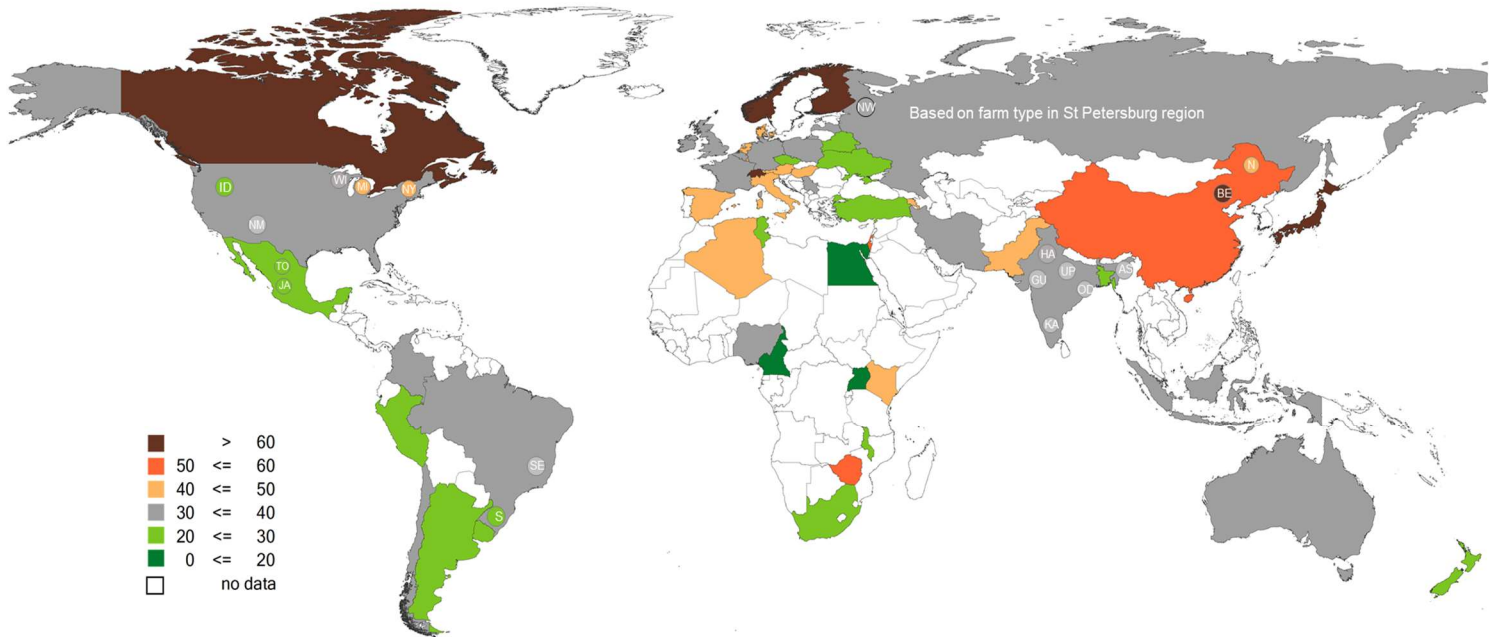 NW
Based on farm type in St Petersburg region
ID
WI
MI
NY
NM
N
BE
TO
JA
HA
UP
AS
GU
OD
KA
SE
S
> 60
50 <= 60
40 <= 50
30 <= 40
20 <= 30
0 <= 20
no data